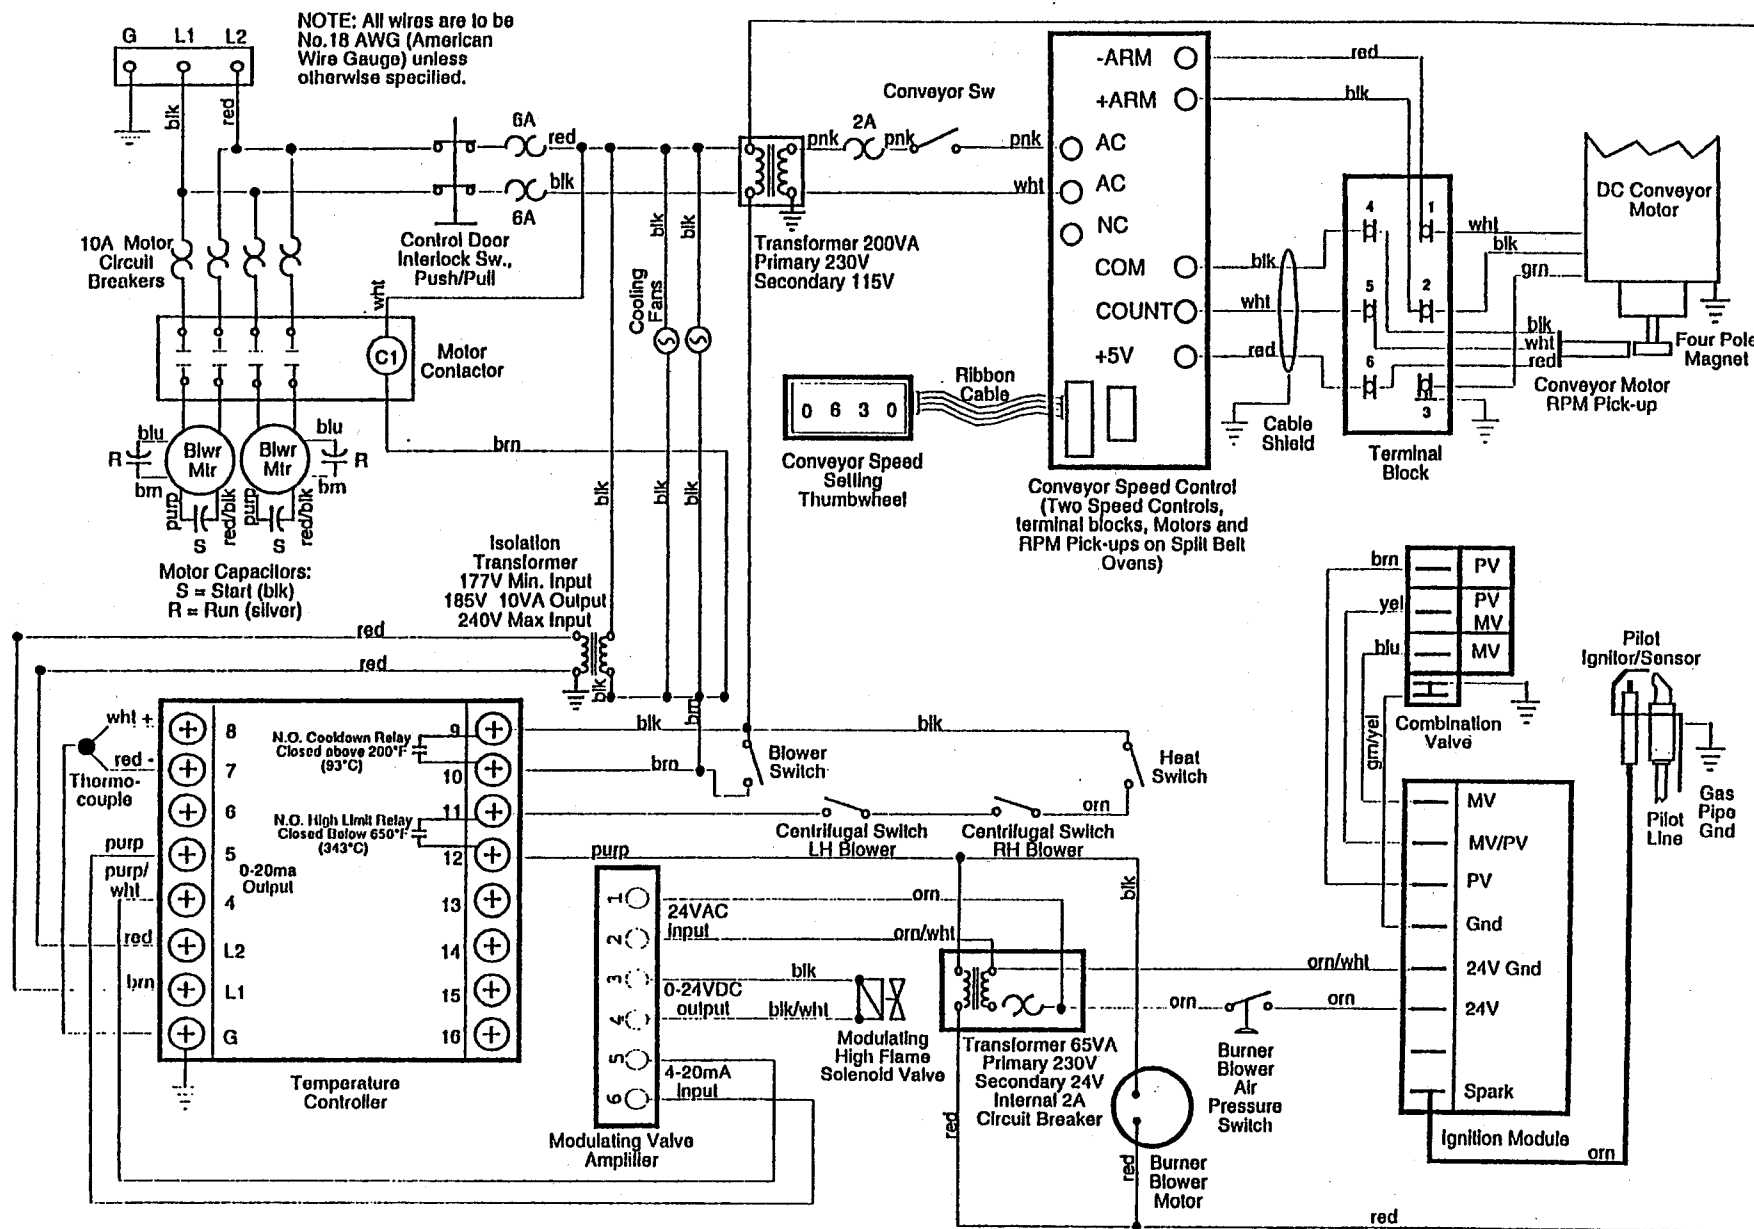 NOTE: All wires are to be
No.18 AWG (American
Wire Gauge) unless
otherwise specified.
G L1 L2
blk
red
6A
red
blk
6A
10A Motor
Circuit
Breakers
Control Door
Interlock Sw.,
Push/Pull
wht
C1
Motor
Contactor
Cooling
Fans
blk
blk
blu
R
brn
Blwr
Mtr
Blwr
Mtr
blu
R
brn
purp
red/blk
purp
red/blk
S
S
Motor Capacitors:
S = Start (blk)
R = Run (silver)
brn
blk
blk
blk
pnk
2A
pnk
Conveyor Sw
pnk
wht
Transformer 200VA
Primary 230V
Secondary 115V
-ARM
+ARM
AC
AC
NC
COM
COUNT
+5V
red
blk
blk
wht
red
Cable
Shield
0 6 3 0
Ribbon
Cable
Conveyor Speed
Setting
Thumbwheel
Conveyor Speed Control
(Two Speed Controls,
terminal blocks, Motors and
RPM Pick-ups on Split Belt
Ovens)
4 1
5 2
6
3
Terminal
Block
wht
blk
grn
blk
wht
red
DC Conveyor
Motor
Four Pole
Magnet
Conveyor Motor
RPM Pick-up
Isolation
Transformer
177V Min. Input
185V 10VA Output
240V Max Input
red
red
blk
brn
wht +
red -
Thermo-
couple
purp
purp/
wht
red
brn
8
7
6
5
0-20ma
Output
4
L2
L1
G
N.O. Cooldown Relay
Closed above 200°F
(93°C)
N.O. High Limit Relay
Closed Below 650°F
(343°C)
9
10
11
12
13
14
15
16
Temperature
Controller
blk
brn
Blower
Switch
blk
Heat
Switch
orn
Centrifugal Switch
LH Blower
Centrifugal Switch
RH Blower
purp
1
2
3
4
5
6
24VAC
Input
0-24VDC
output
4-20mA
Input
Modulating Valve
Amplifier
orn
orn/wht
blk
blk/wht
Modulating
High Flame
Solenoid Valve
Transformer 65VA
Primary 230V
Secondary 24V
Internal 2A
Circuit Breaker
blk
orn/wht
orn
orn
Burner
Blower
Air
Pressure
Switch
red
red
Burner
Blower
Motor
red
brn
yel
blu
PV
PV
MV
MV
Combination
Valve
grn/yel
MV
MV/PV
PV
Gnd
24V Gnd
24V
Spark
Ignition Module
orn
Pilot
Ignitor/Sensor
Pilot
Line
Gas
Pipe
Gnd